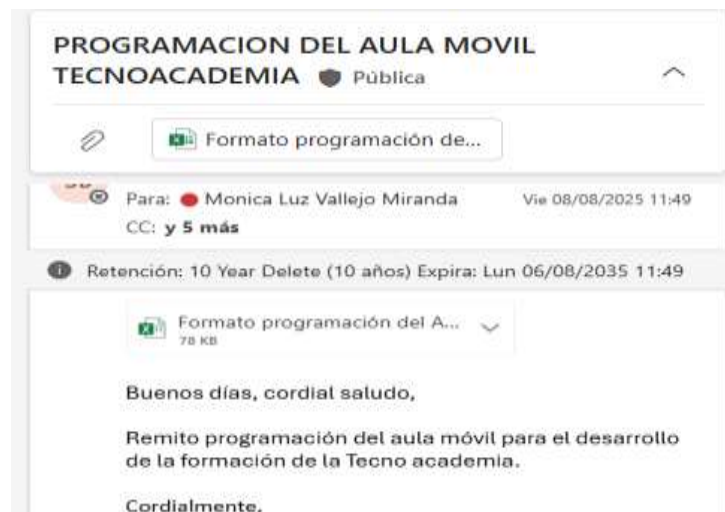 PROGRAMACION DEL AULA MOVIL
TECNOACADEMIA Pública
Formato programación de...
Para: Monica Luz Vallejo Miranda Vie 08/08/2025 11:49
CC: y 5 más
Retención: 10 Year Delete (10 años) Expira: Lun 06/08/2035 11:49
Formato programación del A...
78 KB
Buenos días, cordial saludo,
Remito programación del aula móvil para el desarrollo
de la formación de la Tecno academia.
Cordialmente,